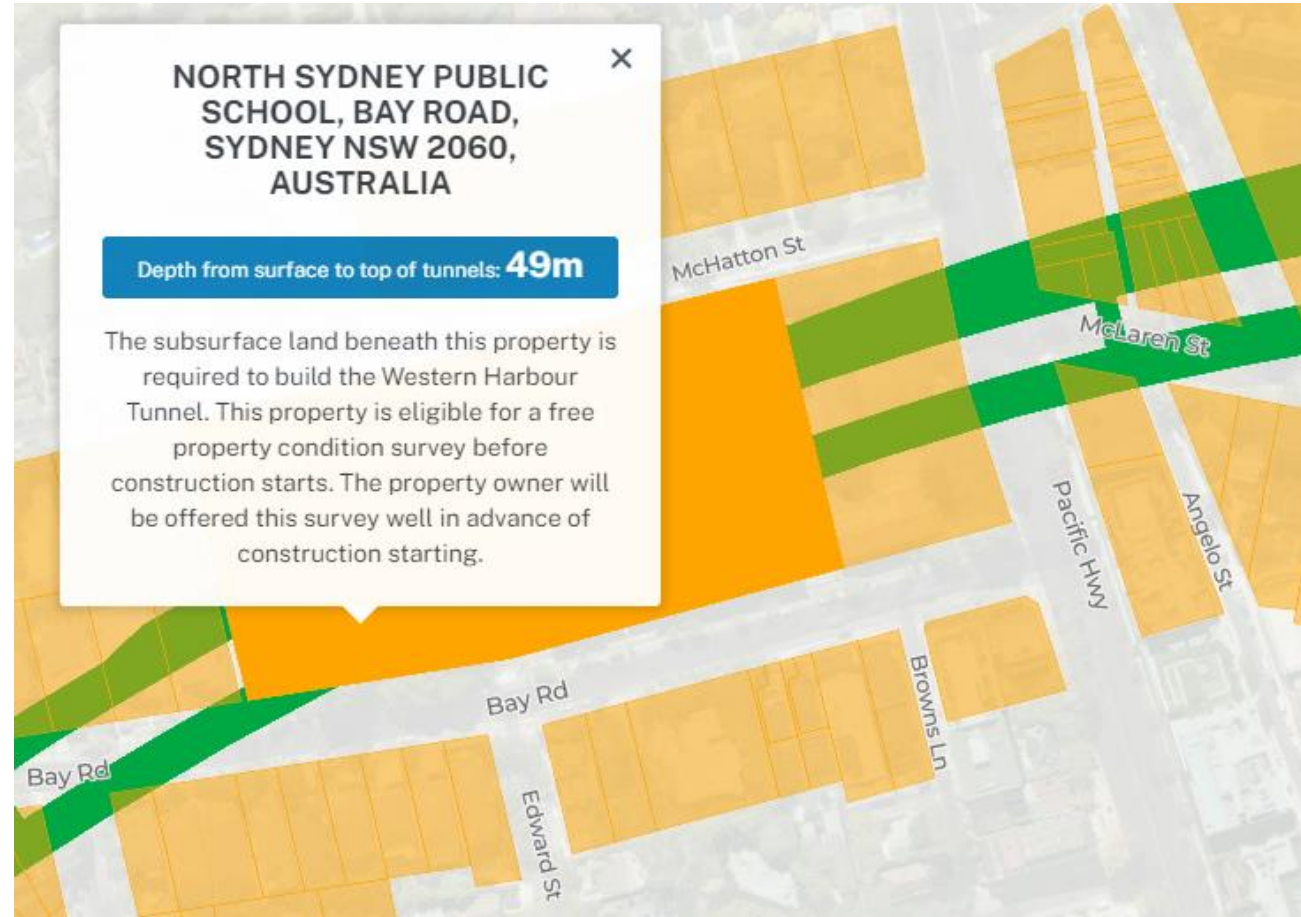 NORTH SYDNEY PUBLIC
SCHOOL, BAY ROAD,
SYDNEY NSW 2060,
AUSTRALIA
Depth from surface to top of tunnels: 49m
The subsurface land beneath this property is
required to build the Western Harbour
Tunnel. This property is eligible for a free
property condition survey before
construction starts. The property owner will
be offered this survey well in advance of
construction starting.
McHatton St
McLaren St
Pacific Hwy
Angelo St
Bay Rd
Browns Ln
Bay Rd
Edward St